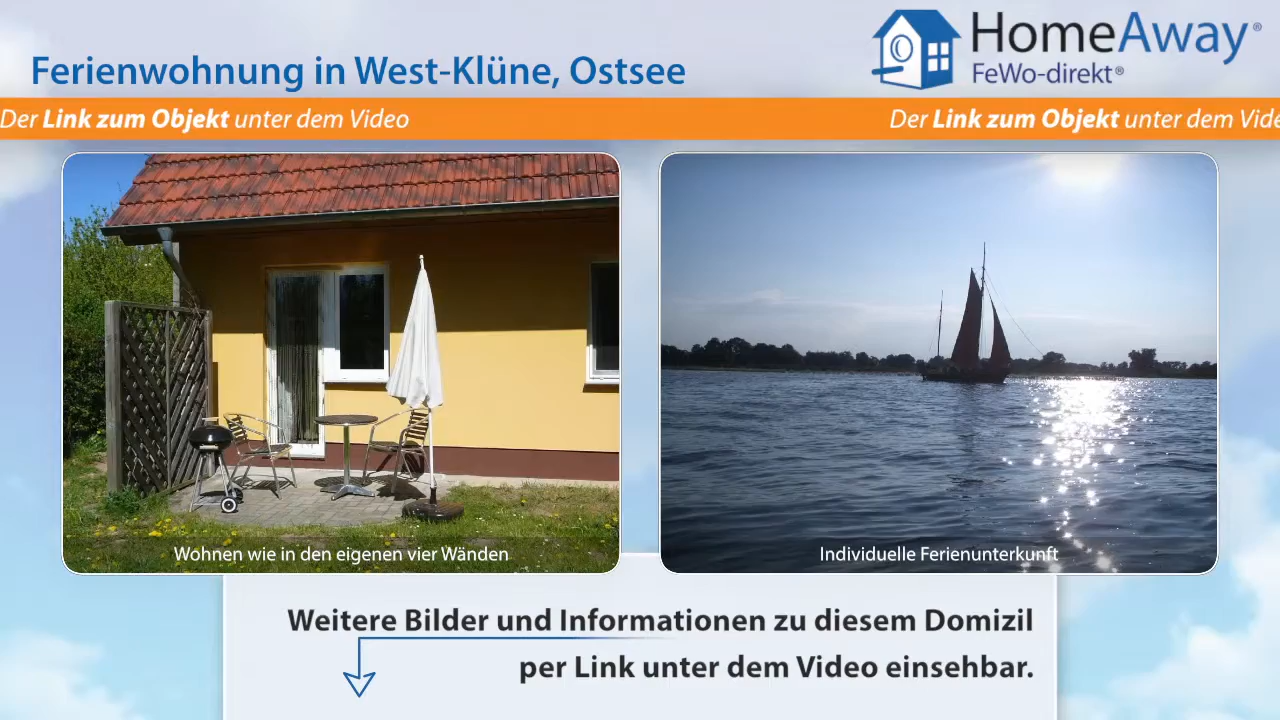 Ferienwohnung in West-Klüne, Ostsee
HomeAway®
FeWo-direkt®
Der Link zum Objekt unter dem Video
Der Link zum Objekt unter dem Vide
Wohnen wie in den eigenen vier Wänden
Individuelle Ferienunterkunft
Weitere Bilder und Informationen zu diesem Domizil
per Link unter dem Video einsehbar.